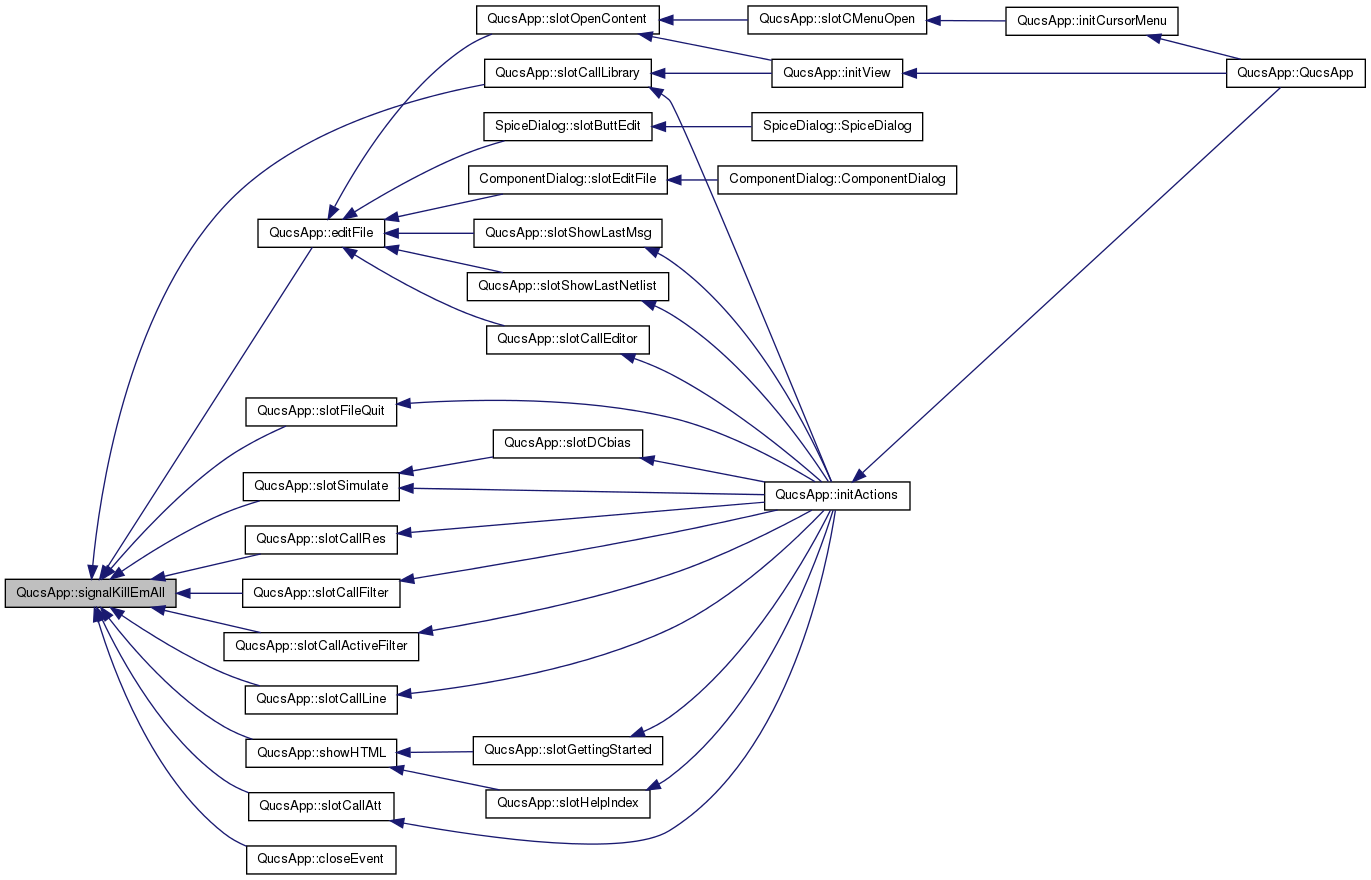 QucsApp::slotOpenContent
QucsApp::slotCMenuOpen
QucsApp::initCursorMenu
QucsApp::slotCallLibrary
QucsApp::initView
QucsApp::QucsApp
SpiceDialog::slotButtEdit
SpiceDialog::SpiceDialog
ComponentDialog::slotEditFile
ComponentDialog::ComponentDialog
QucsApp::editFile
QucsApp::slotShowLastMsg
QucsApp::slotShowLastNetlist
QucsApp::slotCallEditor
QucsApp::slotFileQuit
QucsApp::slotDCbias
QucsApp::slotSimulate
QucsApp::initActions
QucsApp::slotCallRes
QucsApp::signalKillEmAll
QucsApp::slotCallFilter
QucsApp::slotCallActiveFilter
QucsApp::slotCallLine
QucsApp::showHTML
QucsApp::slotGettingStarted
QucsApp::slotCallAtt
QucsApp::slotHelpIndex
QucsApp::closeEvent